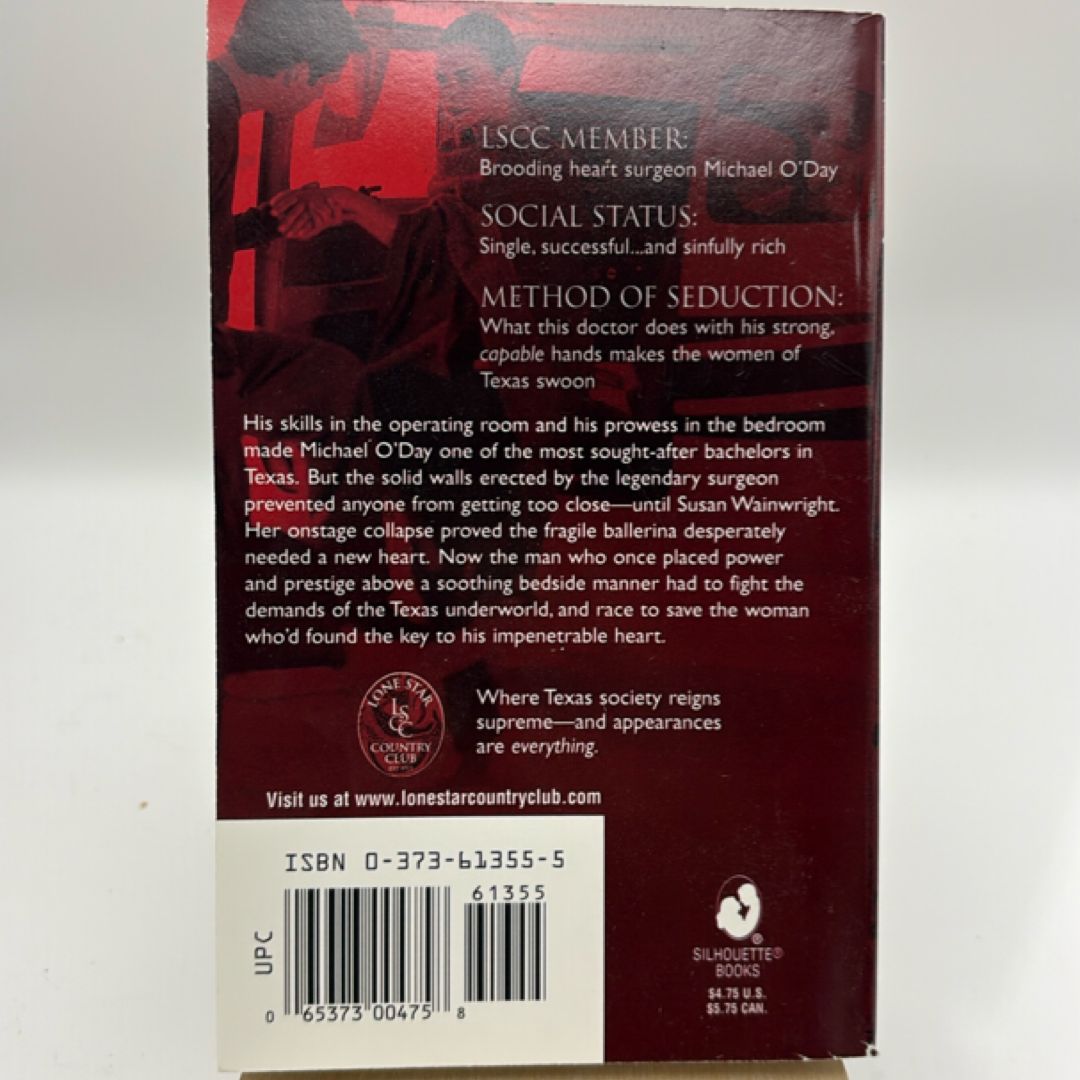 LSCC MEMBER:
Brooding heart surgeon Michael O'Day
SOCIAL STATUS:
Single, successful...and sinfully rich
METHOD OF SEDUCTION:
What this doctor does with his strong,
capable hands makes the women of
Texas swoon
His skills in the operating room and his prowess in the bedroom
made Michael O'Day one of the most sought-after bachelors in
Texas. But the solid walls erected by the legendary surgeon
prevented anyone from getting too close—until Susan Wainwright.
Her onstage collapse proved the fragile ballerina desperately
needed a new heart. Now the man who once placed power
and prestige above a soothing bedside manner had to fight the
demands of the Texas underworld, and race to save the woman
who'd found the key to his impenetrable heart.
LONE STAR
LSCC
COUNTRY
CLUB
Where Texas society reigns
supreme—and appearances
are everything.
Visit us at www.lonestarcountryclub.com
ISBN 0-373-61355-5
61355
UPC
0 65373 00475 8
SILHOUETTE®
BOOKS
$4.75 U.S.
$5.75 CAN.